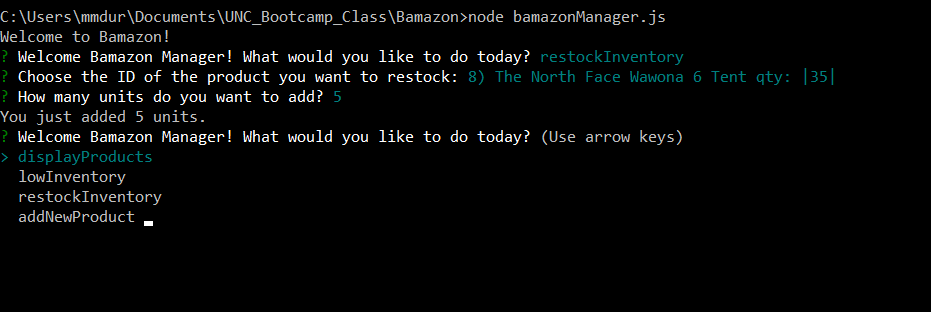 C:\Users\mmdur\Documents\UNC_Bootcamp_Class\Bamazon>node bamazonManager.js
Welcome to Bamazon!
? Welcome Bamazon Manager! What would you like to do today? restockInventory
? Choose the ID of the product you want to restock: 8) The North Face Wawona 6 Tent qty: |35|
? How many units do you want to add? 5
You just added 5 units.
? Welcome Bamazon Manager! What would you like to do today? (Use arrow keys)
> displayProducts
  lowInventory
  restockInventory
  addNewProduct